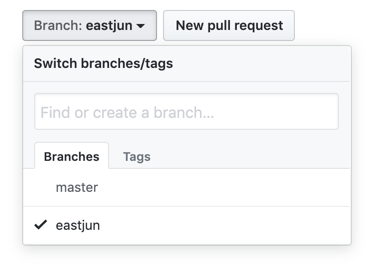 Branch: eastjun New pull request
Switch branches/tags
Find or create a branch...
Branches Tags
master
eastjun